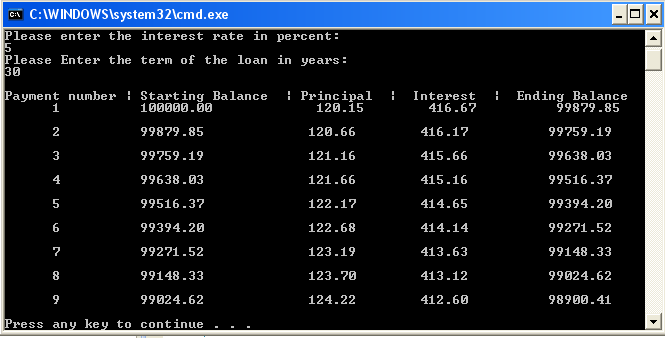 C:\WINDOWS\system32\cmd.exe
Please enter the interest rate in percent:
5
Please Enter the term of the loan in years:
30
Payment number ¦ Starting Balance ¦ Principal ¦ Interest ¦ Ending Balance
1 100000.00 120.15 416.67 99879.85
2 99879.85 120.66 416.17 99759.19
3 99759.19 121.16 415.66 99638.03
4 99638.03 121.66 415.16 99516.37
5 99516.37 122.17 414.65 99394.20
6 99394.20 122.68 414.14 99271.52
7 99271.52 123.19 413.63 99148.33
8 99148.33 123.70 413.12 99024.62
9 99024.62 124.22 412.60 98900.41
Press any key to continue . . .